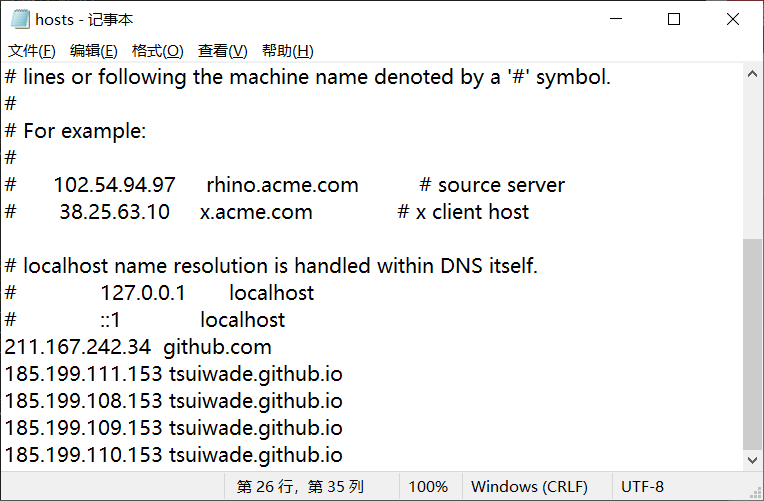 hosts - 记事本
文件(F) 编辑(E) 格式(O) 查看(V) 帮助(H)
# lines or following the machine name denoted by a '#' symbol.
#
# For example:
#
#      102.54.94.97     rhino.acme.com          # source server
#       38.25.63.10     x.acme.com              # x client host

# localhost name resolution is handled within DNS itself.
#              127.0.0.1       localhost
#              ::1             localhost
211.167.242.34  github.com
185.199.111.153 tsuiwade.github.io
185.199.108.153 tsuiwade.github.io
185.199.109.153 tsuiwade.github.io
185.199.110.153 tsuiwade.github.io
第 26 行，第 35 列 100% Windows (CRLF) UTF-8